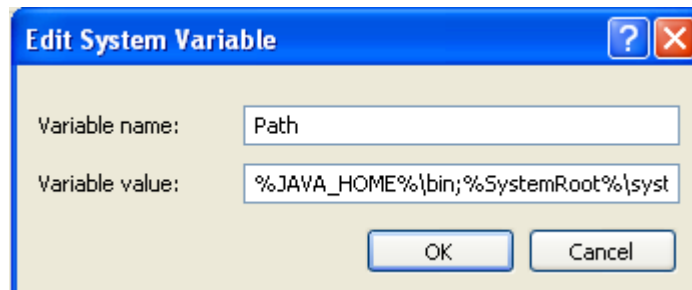 Edit System Variable
Variable name: Path
Variable value: %JAVA_HOME%\bin;%SystemRoot%\syst
OK Cancel